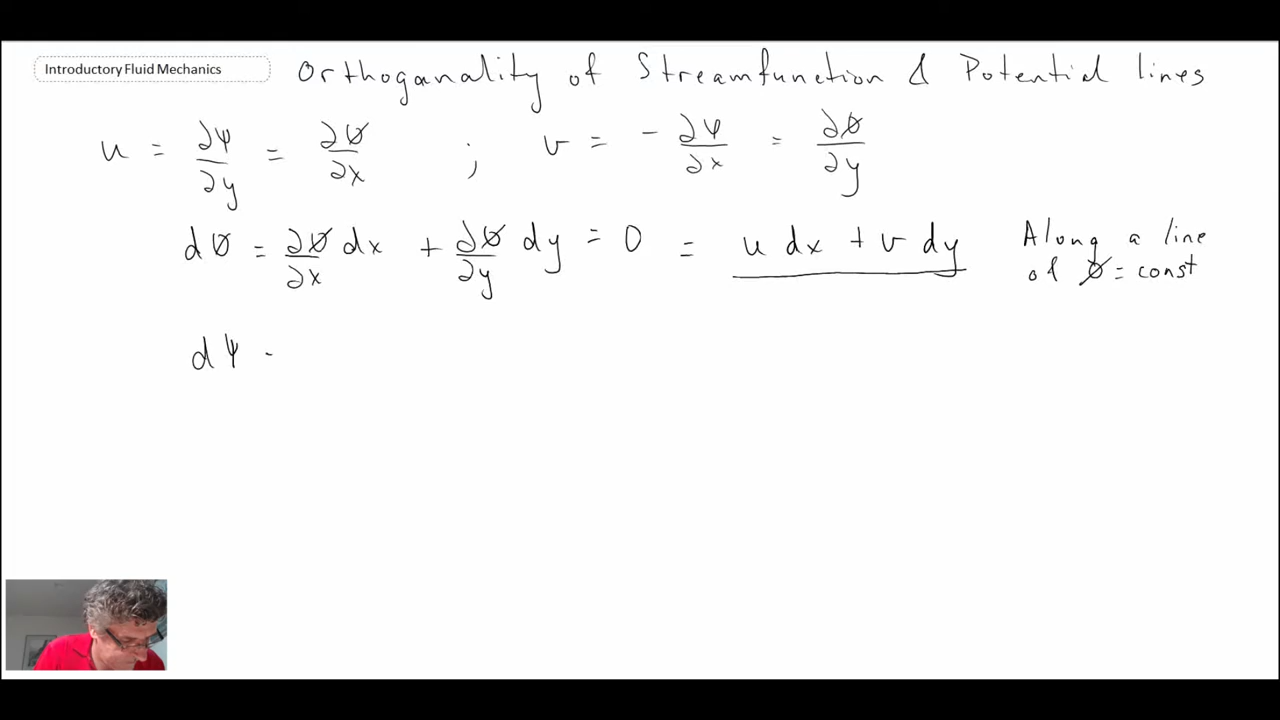 Introductory Fluid Mechanics
Orthoganality of Streamfunction & Potential lines
u = ∂ψ/∂y = ∂φ/∂x ; v = - ∂ψ/∂x = ∂φ/∂y
dφ = ∂φ/∂x dx + ∂φ/∂y dy = 0 = u dx + v dy
Along a line
of φ = const
dψ -